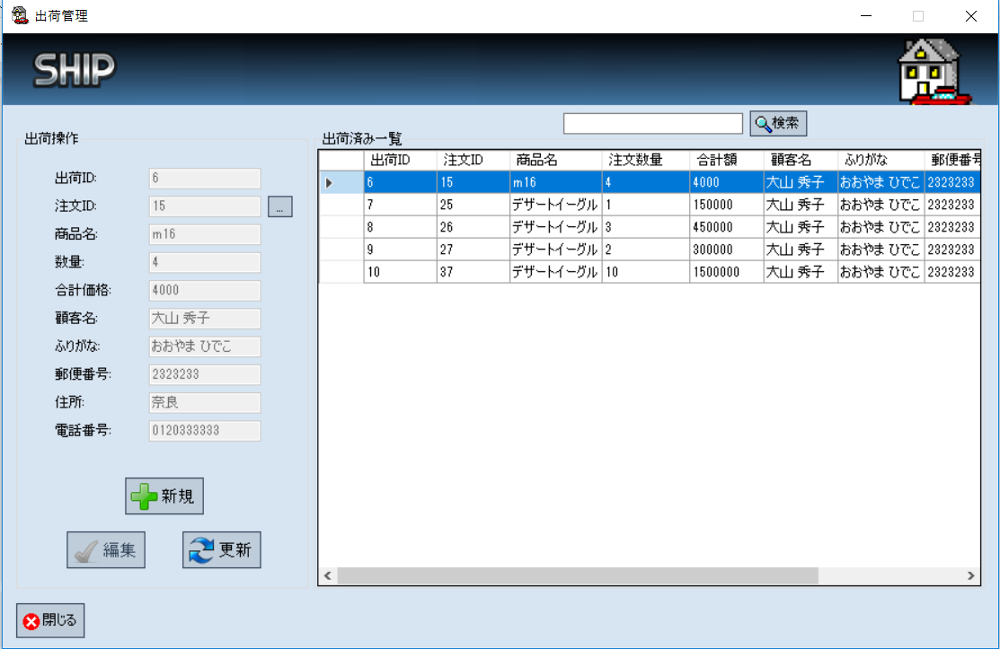 出荷管理
SHIP
検索
出荷操作
出荷ID: 6
注文ID: 15 ...
商品名: m16
数量: 4
合計価格: 4000
顧客名: 大山 秀子
ふりがな: おおやま ひでこ
郵便番号: 2323233
住所: 奈良
電話番号: 0120333333
新規
編集 更新
閉じる
出荷済み一覧
出荷ID 注文ID 商品名 注文数量 合計額 顧客名 ふりがな 郵便番号
6 15 m16 4 4000 大山 秀子 おおやま ひでこ 2323233
7 25 デザートイーグル 1 150000 大山 秀子 おおやま ひでこ 2323233
8 26 デザートイーグル 3 450000 大山 秀子 おおやま ひでこ 2323233
9 27 デザートイーグル 2 300000 大山 秀子 おおやま ひでこ 2323233
10 37 デザートイーグル 10 1500000 大山 秀子 おおやま ひでこ 2323233